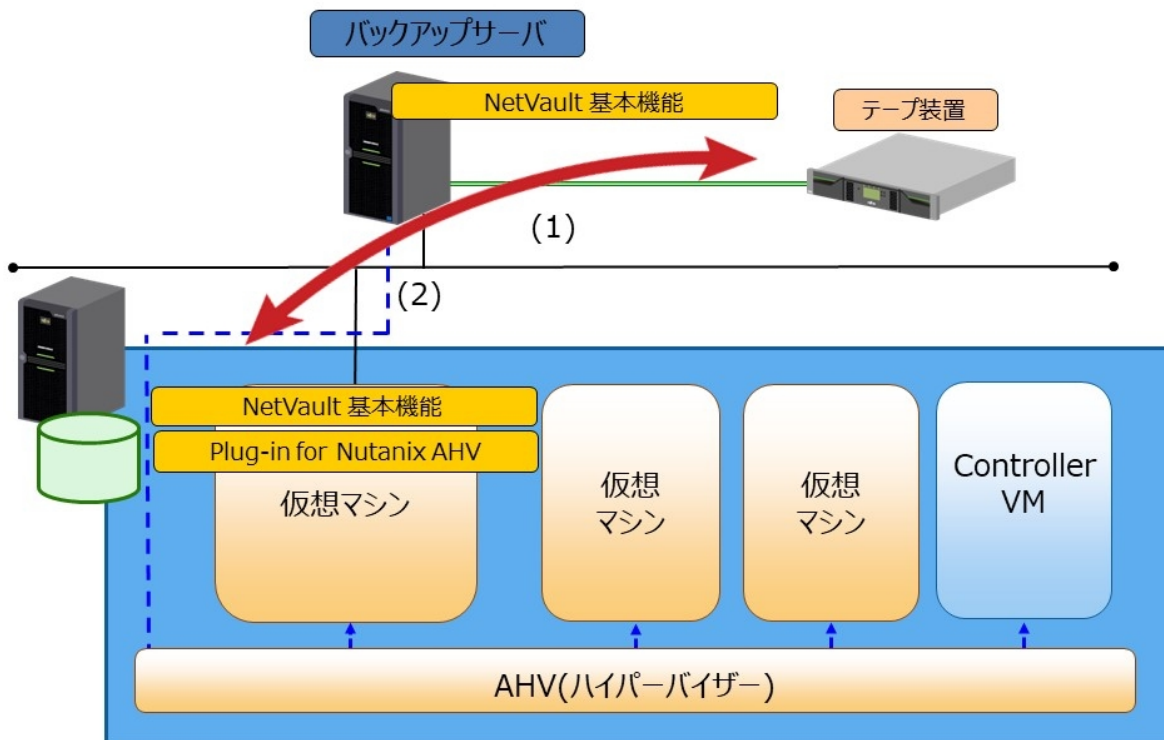 バックアップサーバ
NetVault 基本機能
テープ装置
(1)
(2)
NetVault 基本機能
Plug-in for Nutanix AHV
仮想マシン
仮想
マシン
仮想
マシン
Controller
VM
AHV(ハイパーバイザー)